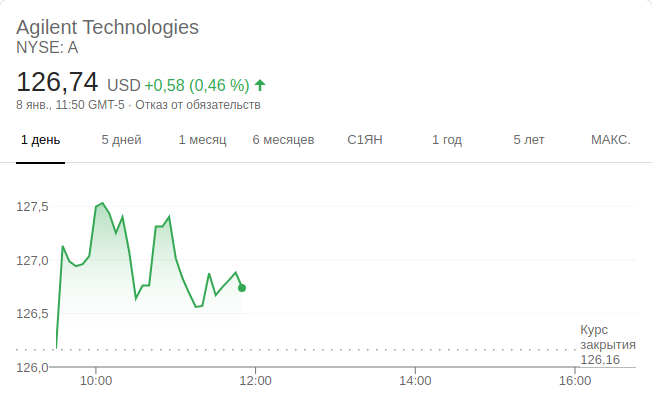 Agilent Technologies
NYSE: A
126,74 USD +0,58 (0,46 %)
8 янв., 11:50 GMT-5 · Отказ от обязательств
1 день 5 дней 1 месяц 6 месяцев С1ЯН 1 год 5 лет МАКС.
127,5
127,0
126,5
126,0
Курс
закрытия
126,16
10:00 12:00 14:00 16:00